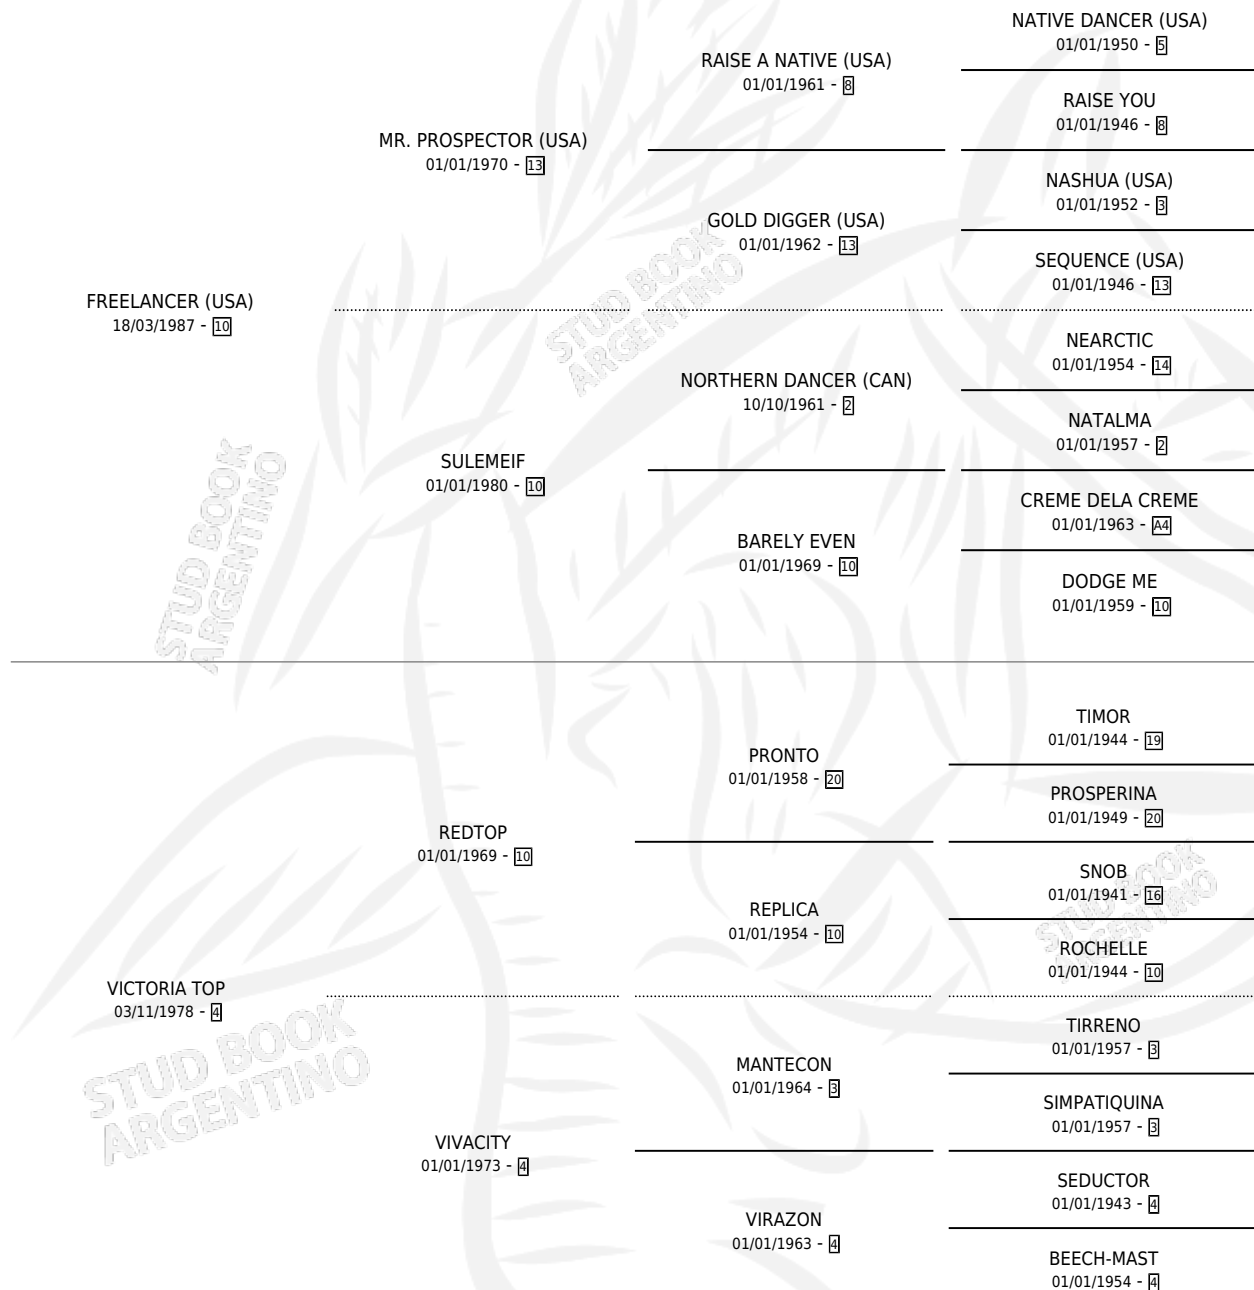 NATIVE DANCER (USA)
01/01/1950 - 5
RAISE A NATIVE (USA)
01/01/1961 - 8
RAISE YOU
01/01/1946 - 8
MR. PROSPECTOR (USA)
01/01/1970 - 13
NASHUA (USA)
01/01/1952 - 3
GOLD DIGGER (USA)
01/01/1962 - 13
SEQUENCE (USA)
01/01/1946 - 13
FREELANCER (USA)
18/03/1987 - 10
STUD BOOK
ARGENTINO
NEARCTIC
01/01/1954 - 14
NORTHERN DANCER (CAN)
10/10/1961 - 2
NATALMA
01/01/1957 - 2
SULEMEIF
01/01/1980 - 10
CREME DELA CREME
01/01/1963 - A4
BARELY EVEN
01/01/1969 - 10
DODGE ME
01/01/1959 - 10
STUD BOOK
ARGENTINO
TIMOR
01/01/1944 - 19
PRONTO
01/01/1958 - 20
PROSPERINA
01/01/1949 - 20
REDTOP
01/01/1969 - 10
SNOB
01/01/1941 - 16
REPLICA
01/01/1954 - 10
ROCHELLE
01/01/1944 - 10
STUD BOOK
ARGENTINO
VICTORIA TOP
03/11/1978 - 4
TIRRENO
01/01/1957 - 3
MANTECON
01/01/1964 - 3
SIMPATIQUINA
01/01/1957 - 3
STUD BOOK
ARGENTINO
VIVACITY
01/01/1973 - 4
SEDUCTOR
01/01/1943 - 4
VIRAZON
01/01/1963 - 4
BEECH-MAST
01/01/1954 - 4